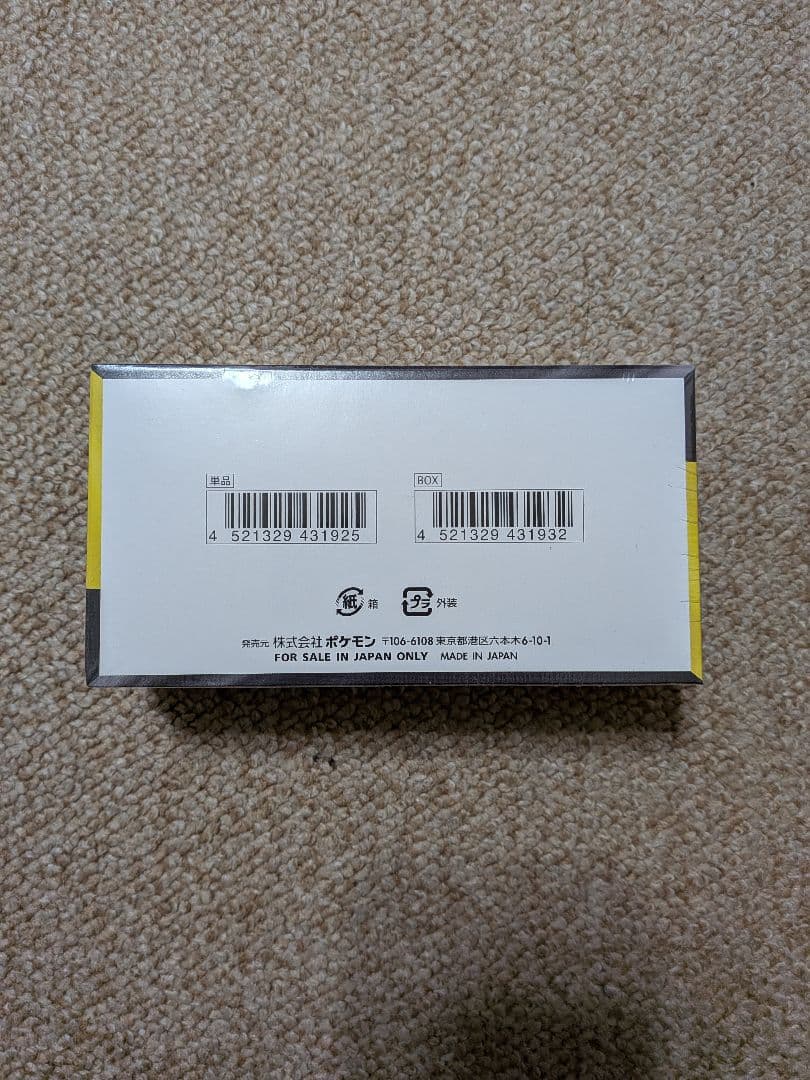 単品
4 521329 431925
BOX
4 521329 431932
紙 箱
プラ 外装
発売元 株式会社 ポケモン 〒106-6108 東京都港区六本木6-10-1
FOR SALE IN JAPAN ONLY MADE IN JAPAN